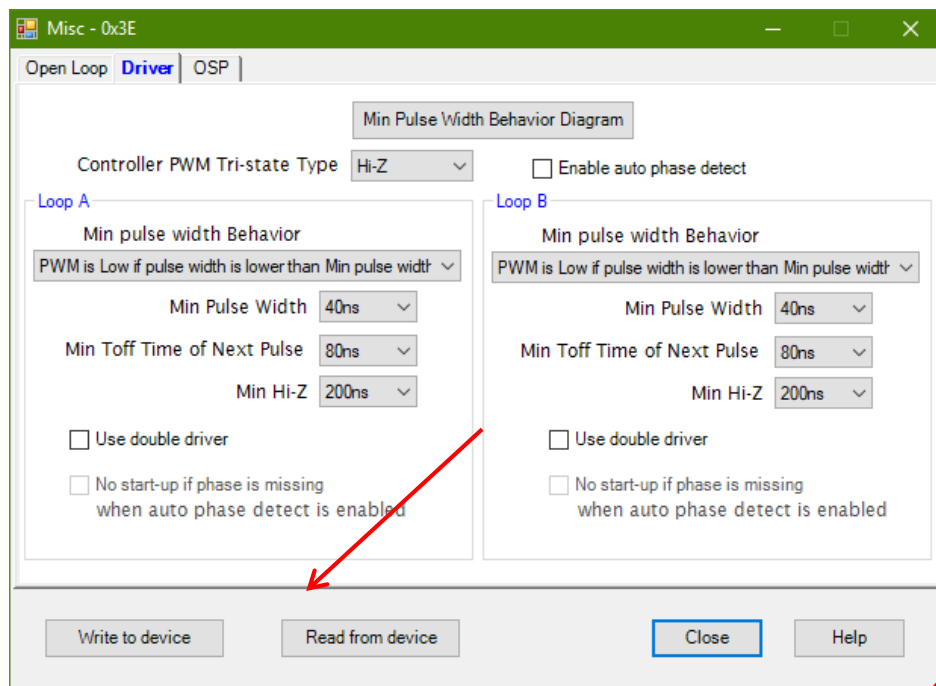 Misc - 0x3E
Open Loop Driver OSP
Min Pulse Width Behavior Diagram
Controller PWM Tri-state Type Hi-Z Enable auto phase detect
Loop A
Min pulse width Behavior
PWM is Low if pulse width is lower than Min pulse width
Min Pulse Width 40ns
Min Toff Time of Next Pulse 80ns
Min Hi-Z 200ns
Use double driver
No start-up if phase is missing
when auto phase detect is enabled
Loop B
Min pulse width Behavior
PWM is Low if pulse width is lower than Min pulse width
Min Pulse Width 40ns
Min Toff Time of Next Pulse 80ns
Min Hi-Z 200ns
Use double driver
No start-up if phase is missing
when auto phase detect is enabled
Write to device Read from device Close Help